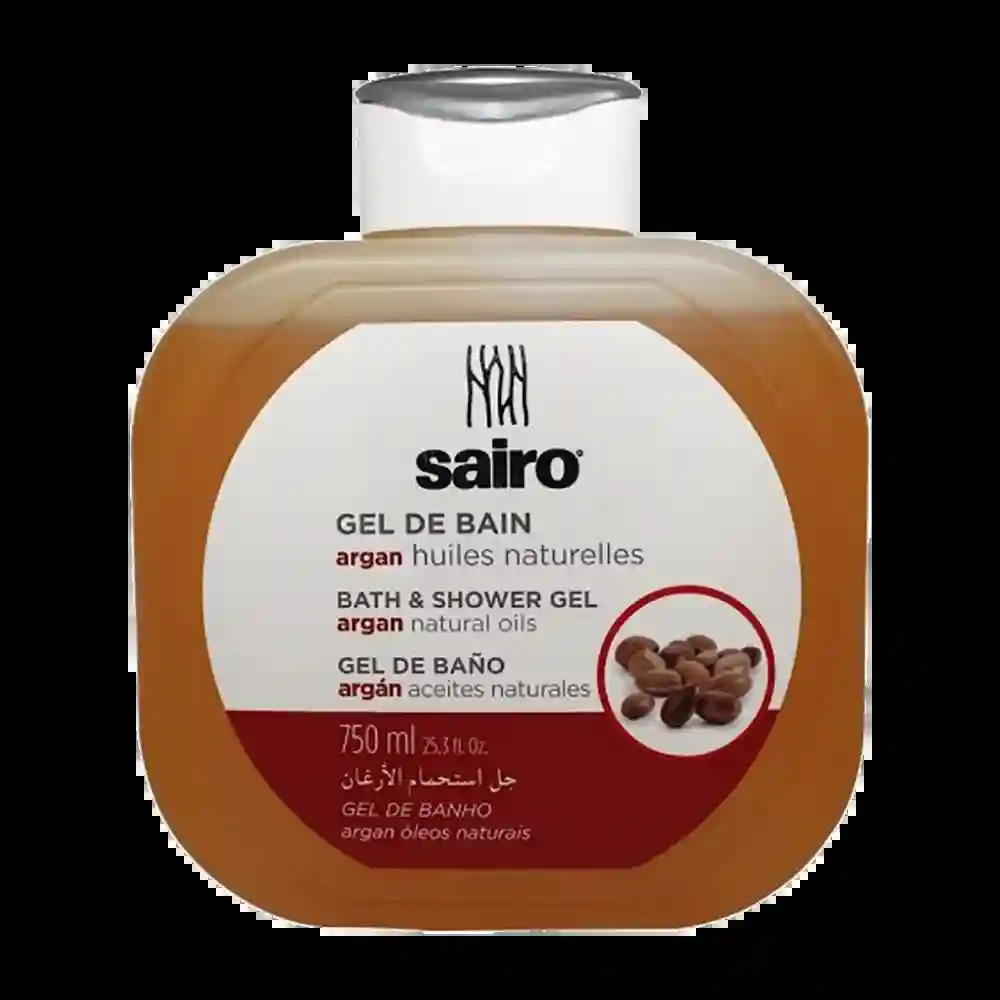 sairo
GEL DE BAIN
argan huiles naturelles
BATH & SHOWER GEL
argan natural oils
GEL DE BAÑO
argán aceites naturales
750 ml 25,3 fl. Oz.
جل استحمام الأرغان
GEL DE BANHO
argan óleos naturais